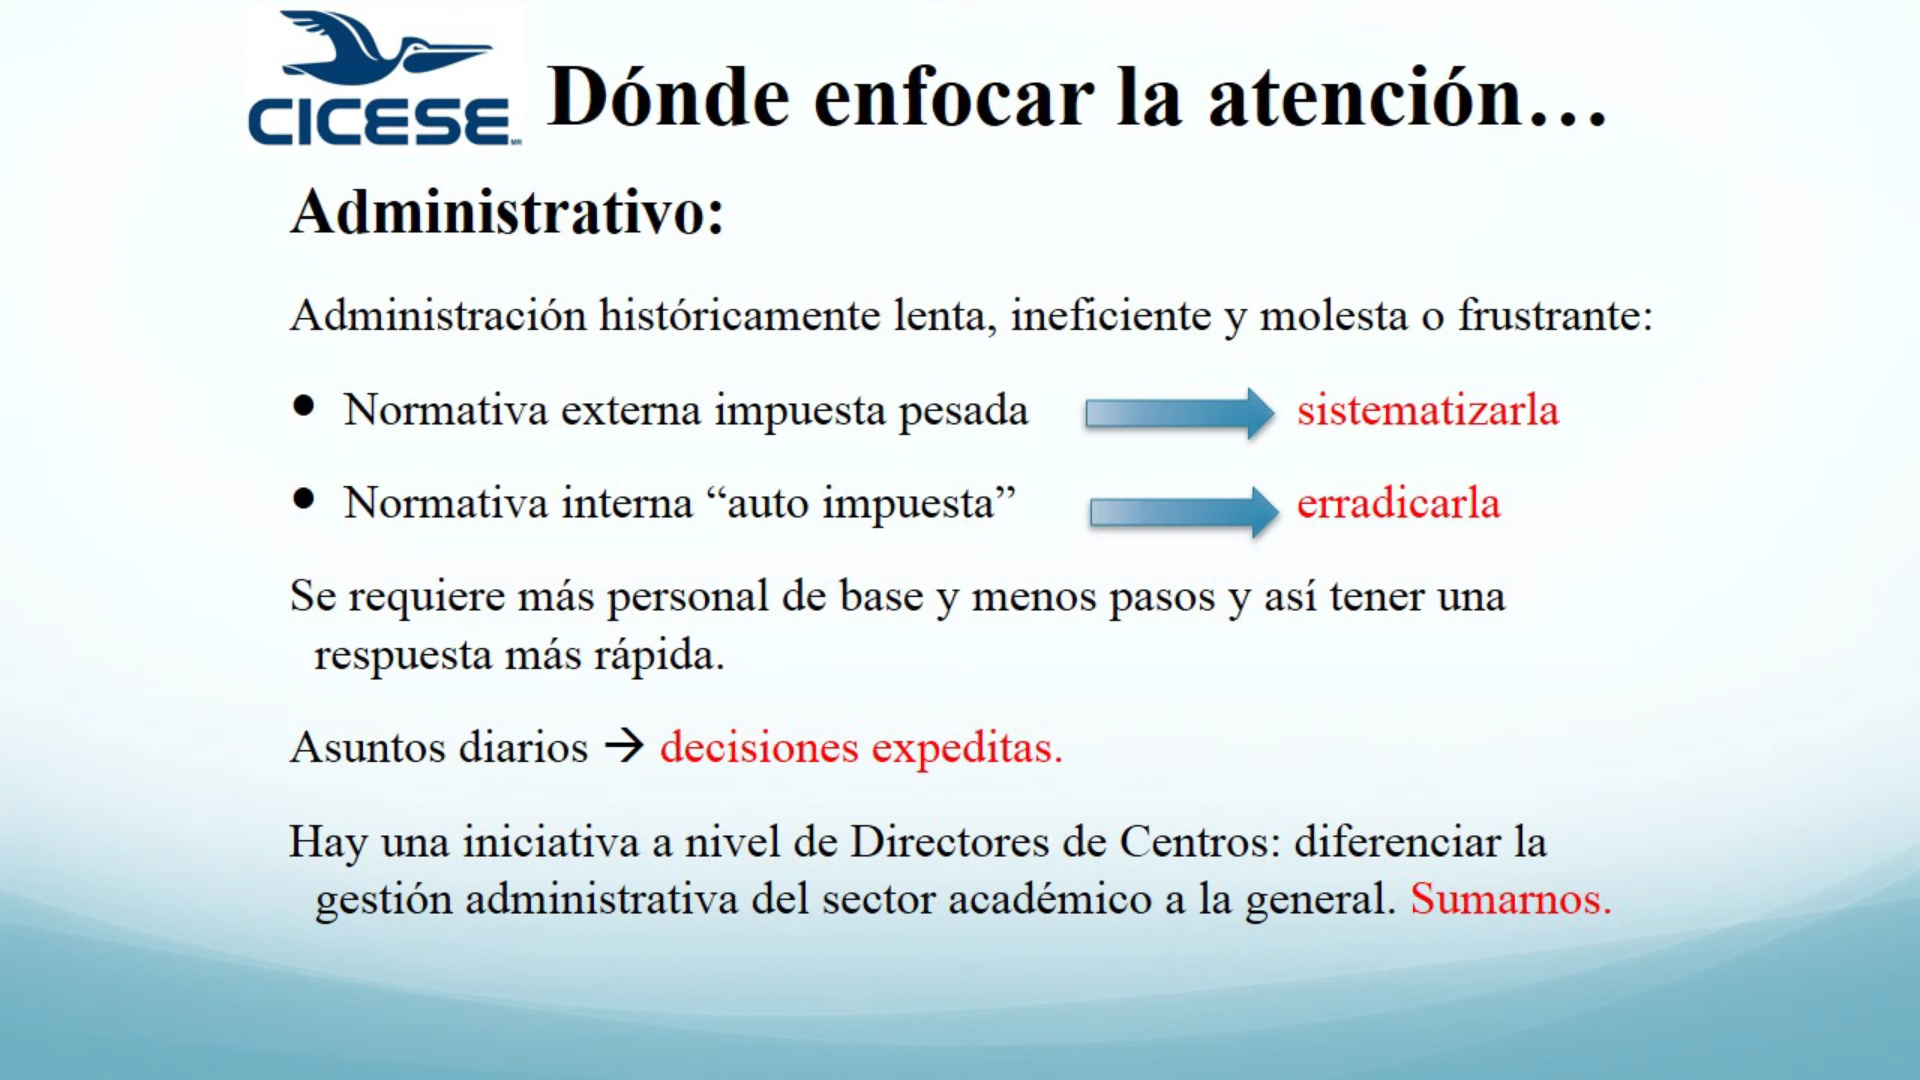 CICESE MR
Dónde enfocar la atención…
Administrativo:
Administración históricamente lenta, ineficiente y molesta o frustrante:
• Normativa externa impuesta pesada sistematizarla
• Normativa interna “auto impuesta” erradicarla
Se requiere más personal de base y menos pasos y así tener una
respuesta más rápida.
Asuntos diarios → decisiones expeditas.
Hay una iniciativa a nivel de Directores de Centros: diferenciar la
gestión administrativa del sector académico a la general. Sumarnos.